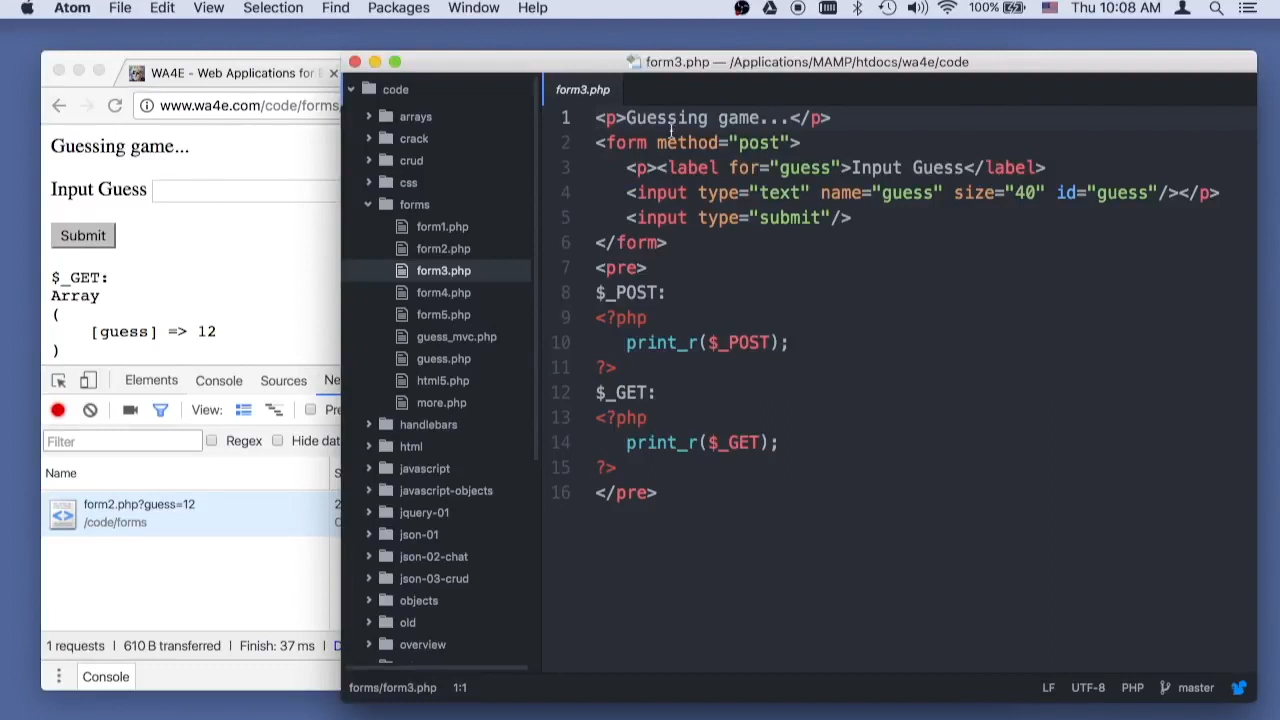 Atom File Edit View Selection Find Packages Window Help 100% Thu 10:08 AM
WA4E - Web Applications for E
www.wa4e.com/code/forms
Guessing game...
Input Guess
Submit
$_GET:
Array
(
[guess] => 12
)
Elements Console Sources Ne
View: Pre
Filter Regex Hide dat
Name S
form2.php?guess=12 2
/code/forms 0
1 requests | 610 B transferred | Finish: 37 ms | D
Console
form3.php — /Applications/MAMP/htdocs/wa4e/code
code
arrays
crack
crud
css
forms
form1.php
form2.php
form3.php
form4.php
form5.php
guess_mvc.php
guess.php
html5.php
more.php
handlebars
html
javascript
javascript-objects
jquery-01
json-01
json-02-chat
json-03-crud
objects
old
overview
form3.php
1 <p>Guessing game...</p>
2 <form method="post">
3 <p><label for="guess">Input Guess</label>
4 <input type="text" name="guess" size="40" id="guess"/></p>
5 <input type="submit"/>
6 </form>
7 <pre>
8 $_POST:
9 <?php
10 print_r($_POST);
11 ?>
12 $_GET:
13 <?php
14 print_r($_GET);
15 ?>
16 </pre>
forms/form3.php 1:1 LF UTF-8 PHP master